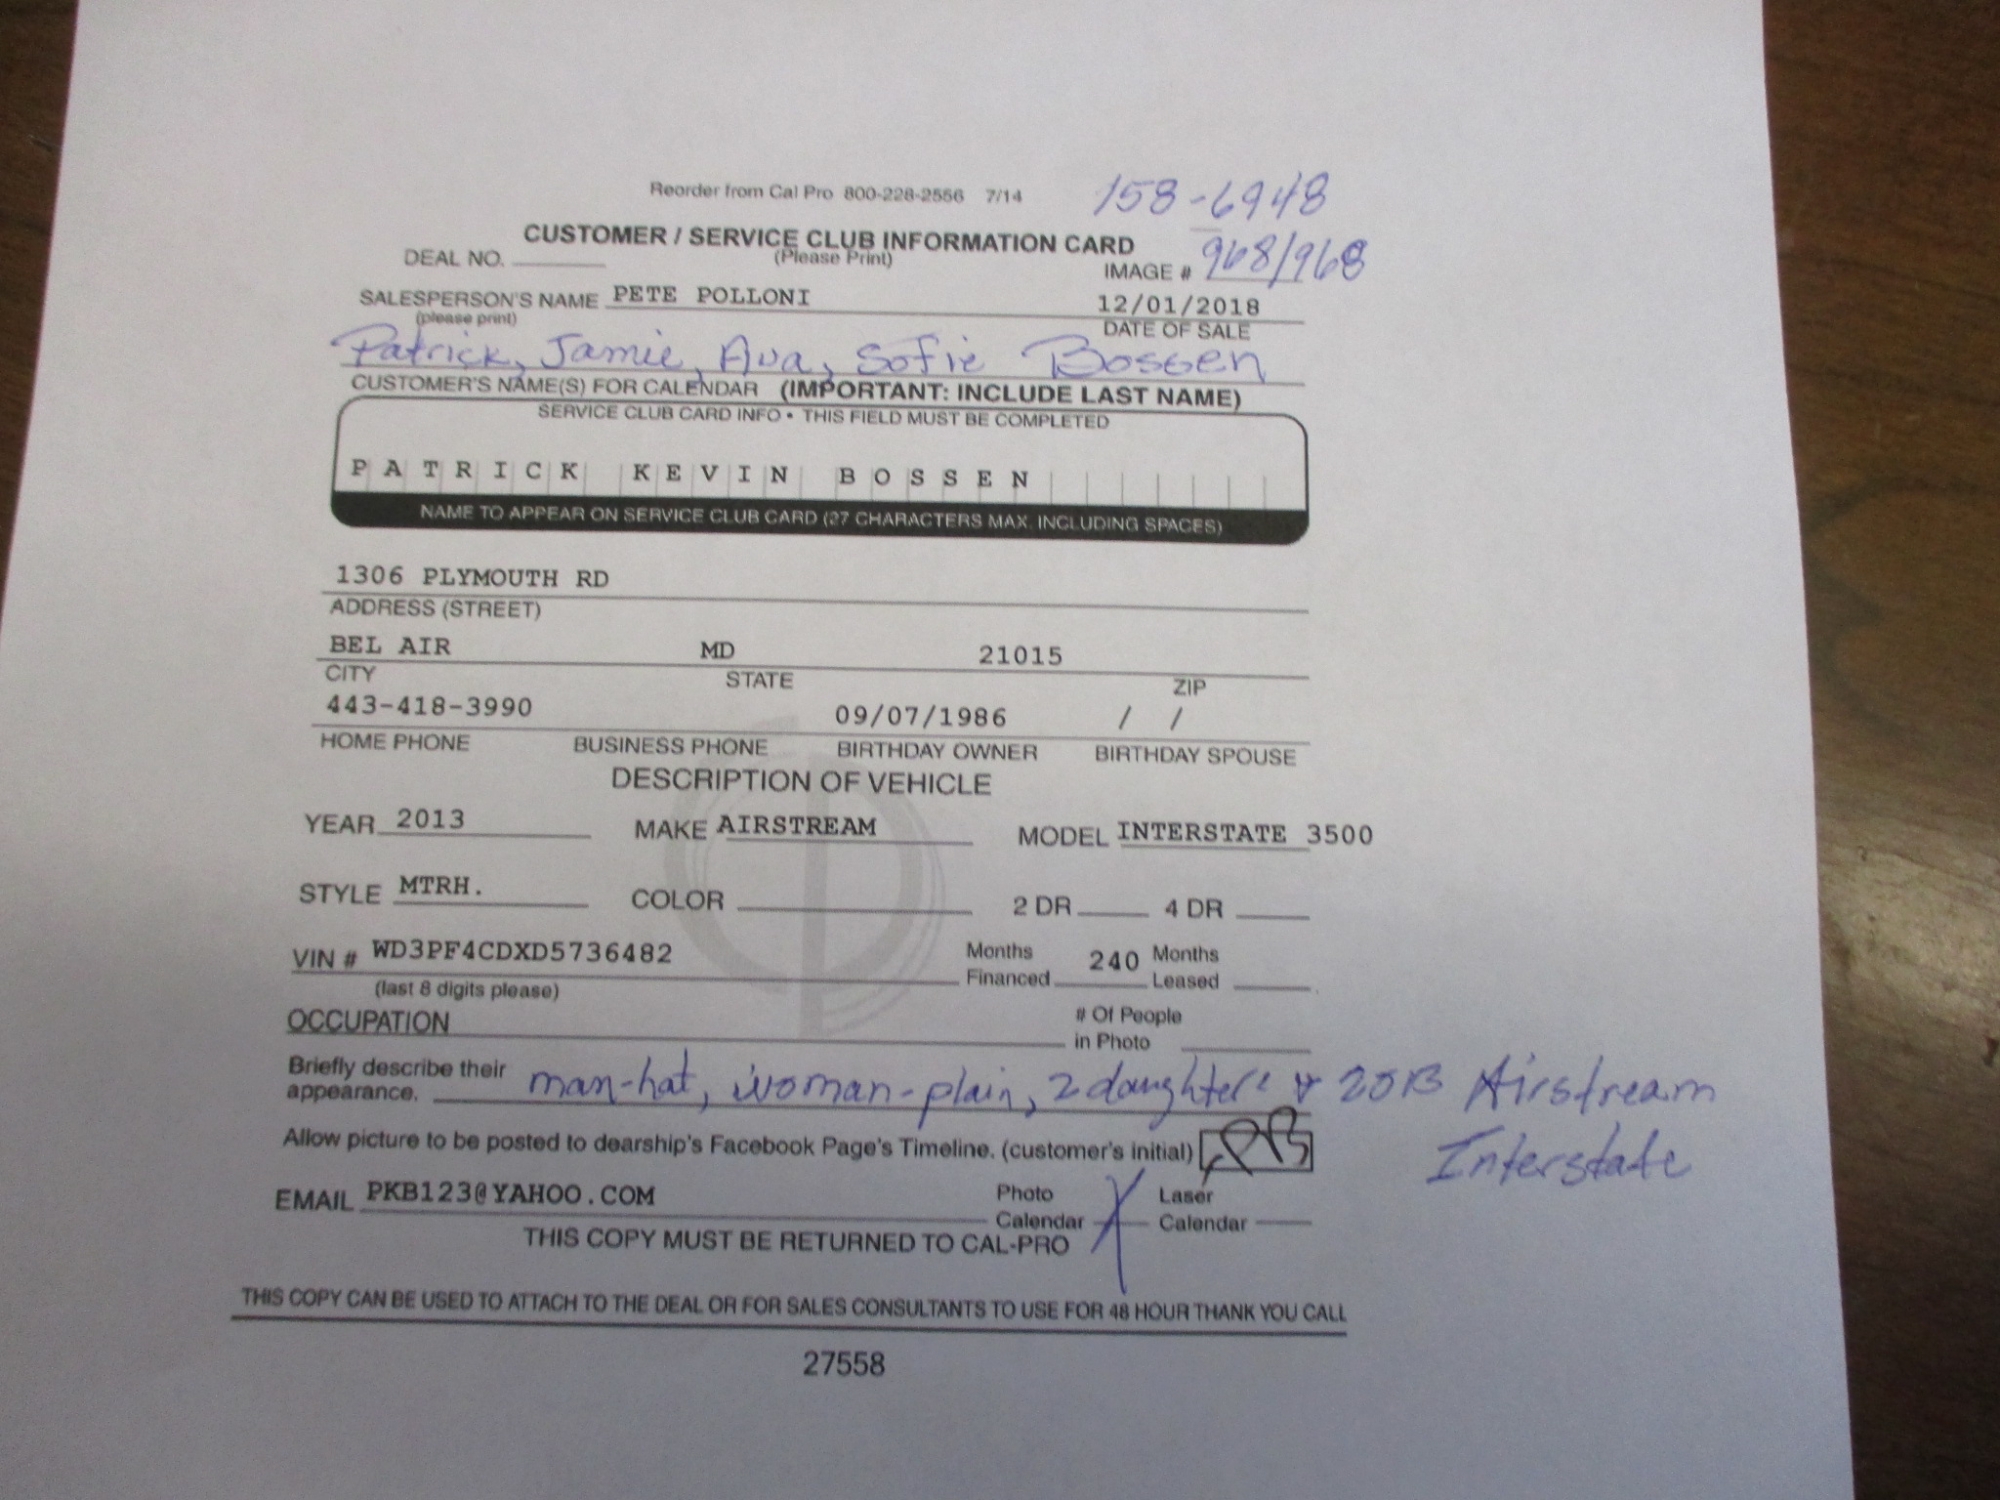 Reorder from Cal Pro 800-228-2556 7/14
158-6948
CUSTOMER / SERVICE CLUB INFORMATION CARD
(Please Print)
DEAL NO.
IMAGE # 968/968
SALESPERSON'S NAME PETE POLLONI 12/01/2018
(please print) DATE OF SALE
Patrick, Jamie, Ava, Sofie Bossen
CUSTOMER'S NAME(S) FOR CALENDAR (IMPORTANT: INCLUDE LAST NAME)
SERVICE CLUB CARD INFO • THIS FIELD MUST BE COMPLETED
PATRICK KEVIN BOSSEN
NAME TO APPEAR ON SERVICE CLUB CARD (27 CHARACTERS MAX. INCLUDING SPACES)
1306 PLYMOUTH RD
ADDRESS (STREET)
BEL AIR MD 21015
CITY STATE ZIP
443-418-3990 09/07/1986 / /
HOME PHONE BUSINESS PHONE BIRTHDAY OWNER BIRTHDAY SPOUSE
DESCRIPTION OF VEHICLE
YEAR 2013 MAKE AIRSTREAM MODEL INTERSTATE 3500
STYLE MTRH. COLOR 2 DR 4 DR
VIN # WD3PF4CDXD5736482 Months Financed 240 Months Leased
(last 8 digits please)
OCCUPATION # Of People in Photo
Briefly describe their appearance. man-hat, woman-plain, 2 daughters & 2013 Airstream
Interstate
Allow picture to be posted to dearship's Facebook Page's Timeline. (customer's initial) PB
EMAIL PKB123@YAHOO.COM Photo Calendar X Laser Calendar
THIS COPY MUST BE RETURNED TO CAL-PRO
THIS COPY CAN BE USED TO ATTACH TO THE DEAL OR FOR SALES CONSULTANTS TO USE FOR 48 HOUR THANK YOU CALL
27558